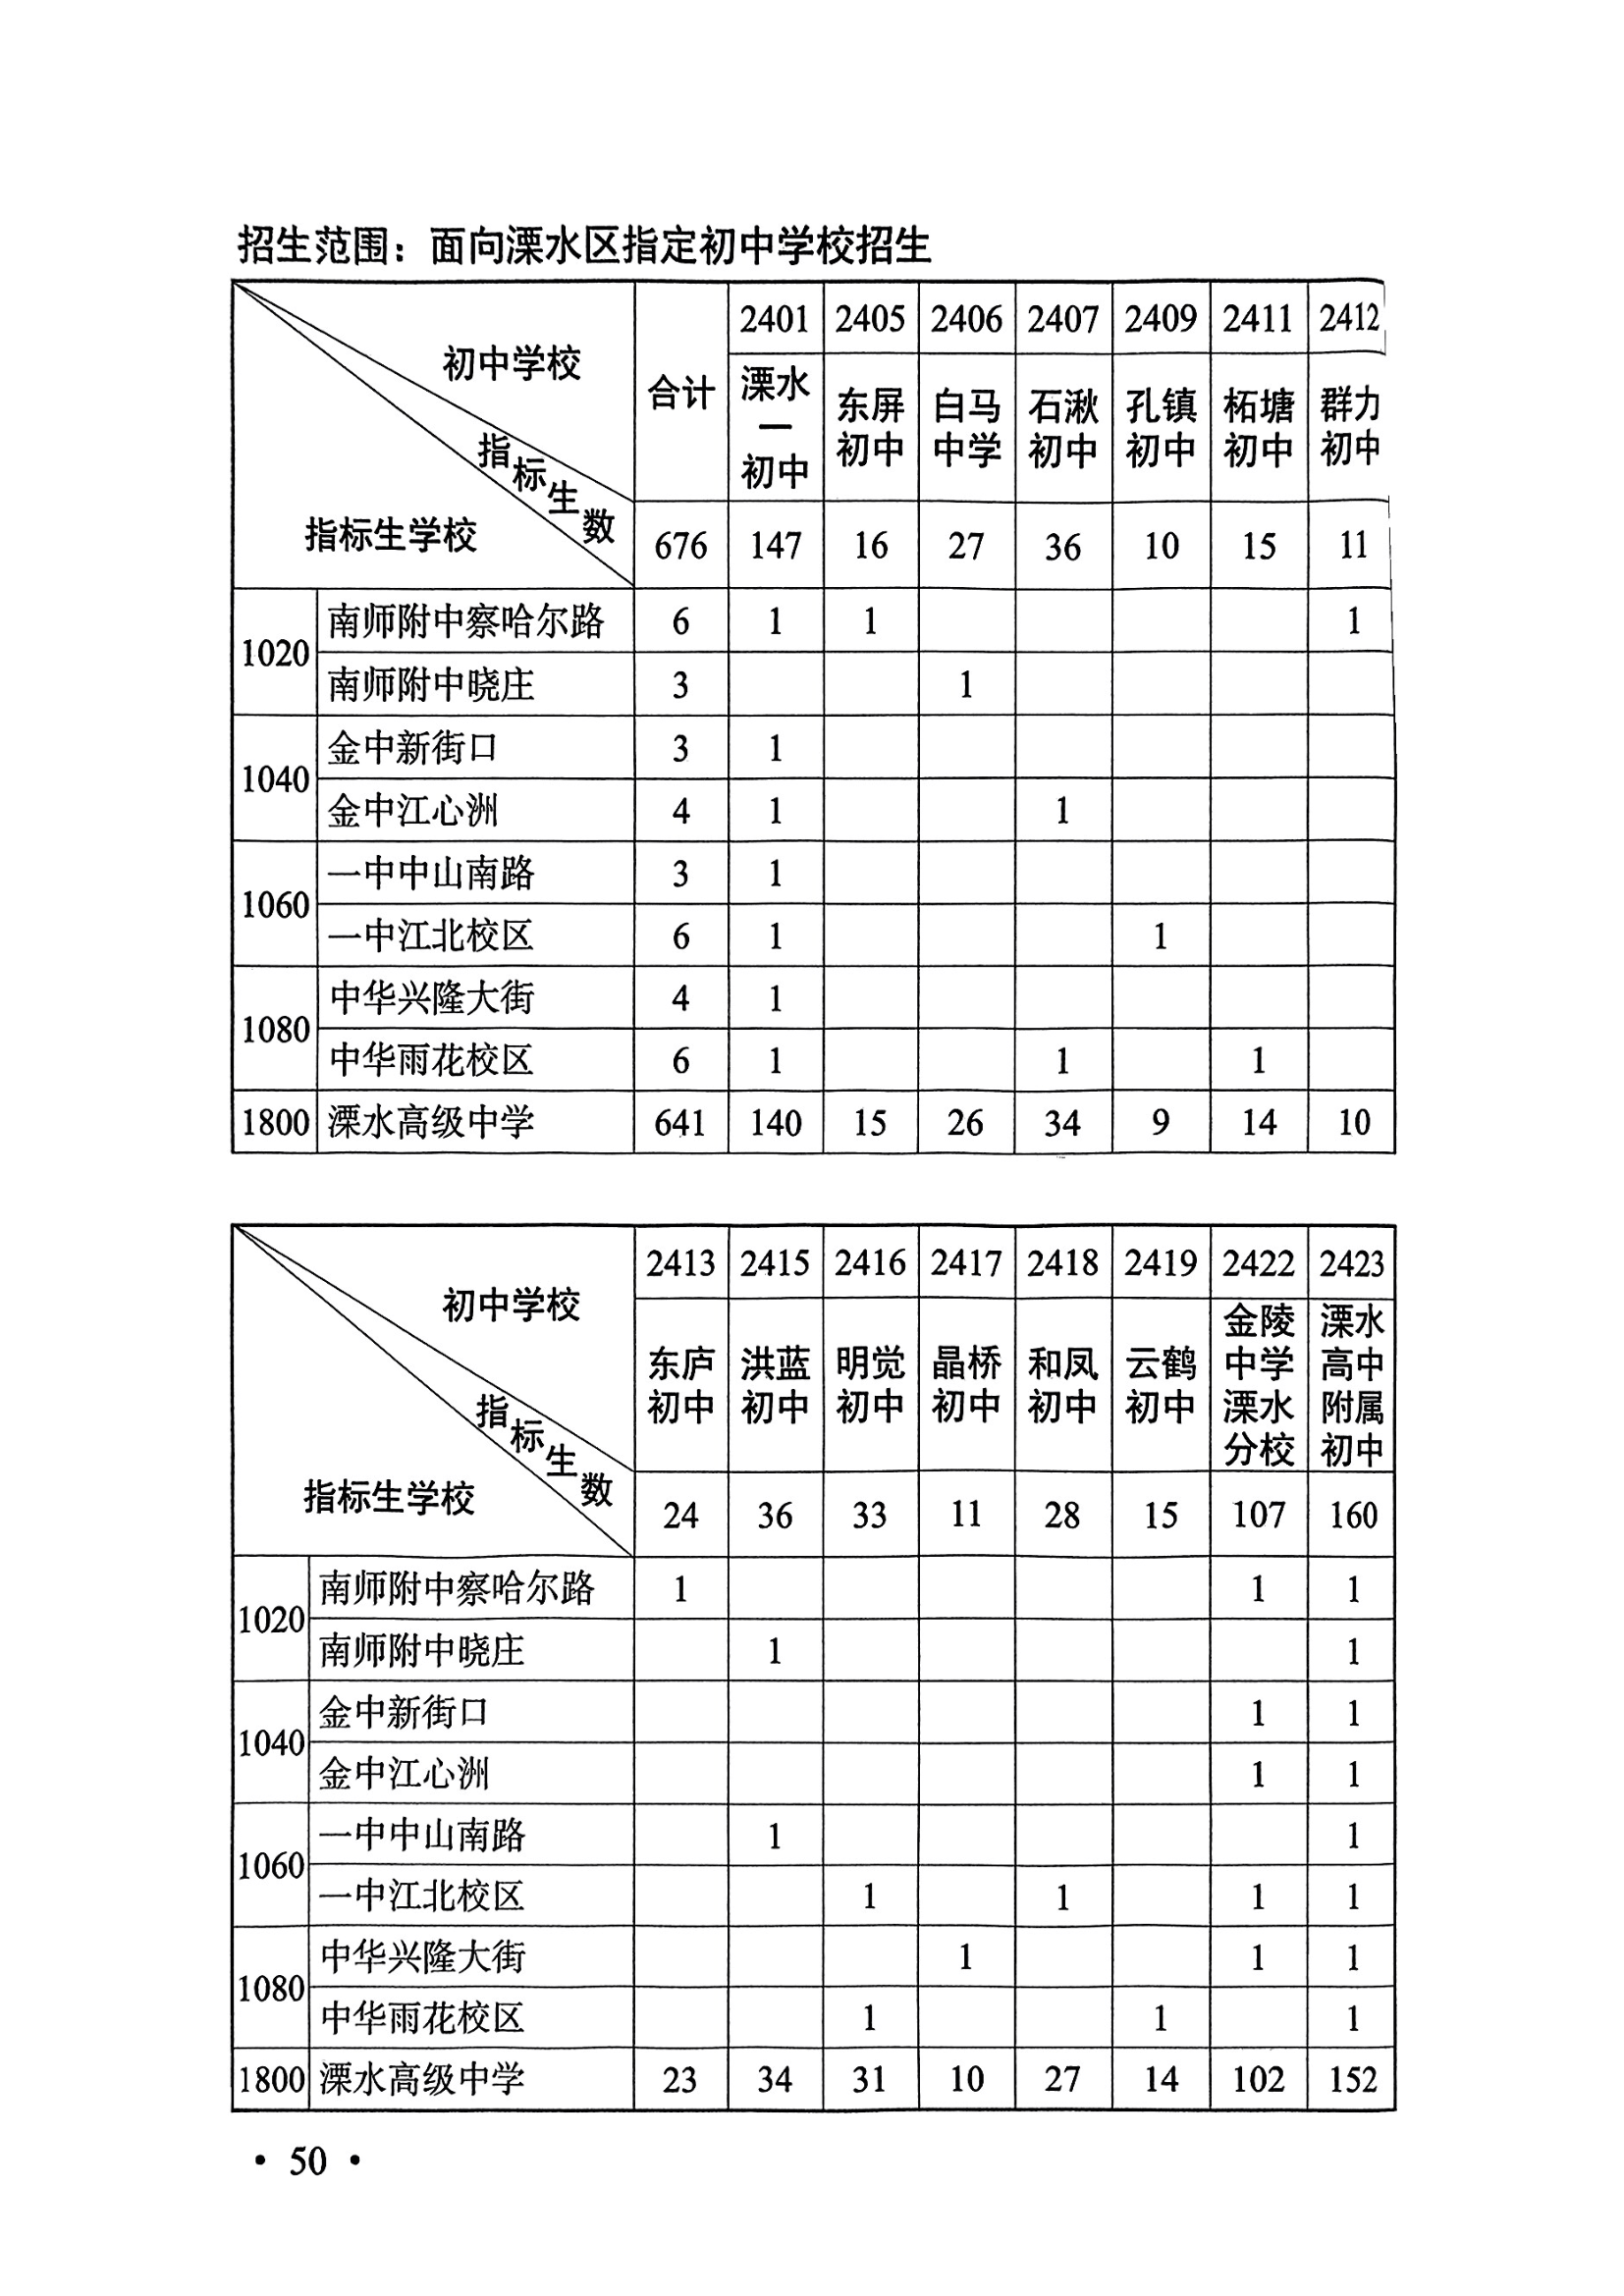 招生范围：面向溧水区指定初中学校招生
初中学校 指标生数 指标生学校 合计 2401 2405 2406 2407 2409 2411 2412
溧水一初中 东屏初中 白马中学 石湫初中 孔镇初中 柘塘初中 群力初中
676 147 16 27 36 10 15 11
1020 南师附中察哈尔路 6 1 1 1
南师附中晓庄 3 1
1040 金中新街口 3 1
金中江心洲 4 1 1
1060 一中中山南路 3 1
一中江北校区 6 1 1
1080 中华兴隆大街 4 1
中华雨花校区 6 1 1 1
1800 溧水高级中学 641 140 15 26 34 9 14 10
初中学校 指标生数 指标生学校 2413 2415 2416 2417 2418 2419 2422 2423
东庐初中 洪蓝初中 明觉初中 晶桥初中 和凤初中 云鹤初中 金陵中学溧水分校 溧水高中附属初中
24 36 33 11 28 15 107 160
1020 南师附中察哈尔路 1 1 1
南师附中晓庄 1 1
1040 金中新街口 1 1
金中江心洲 1 1
1060 一中中山南路 1 1
一中江北校区 1 1 1 1
1080 中华兴隆大街 1 1 1
中华雨花校区 1 1 1
1800 溧水高级中学 23 34 31 10 27 14 102 152
· 50 ·